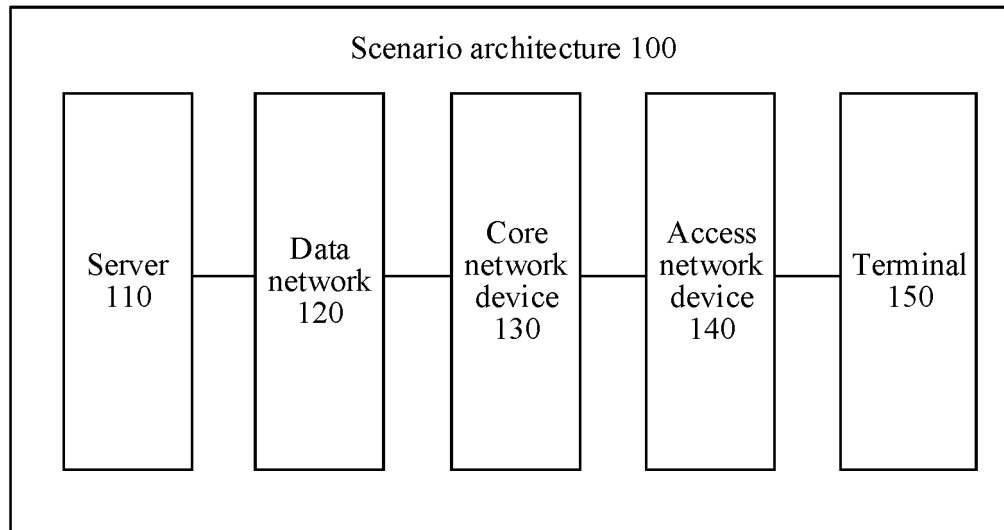 Scenario architecture 100
Server
110
Data
network
120
Core
network
device
130
Access
network
device
140
Terminal
150